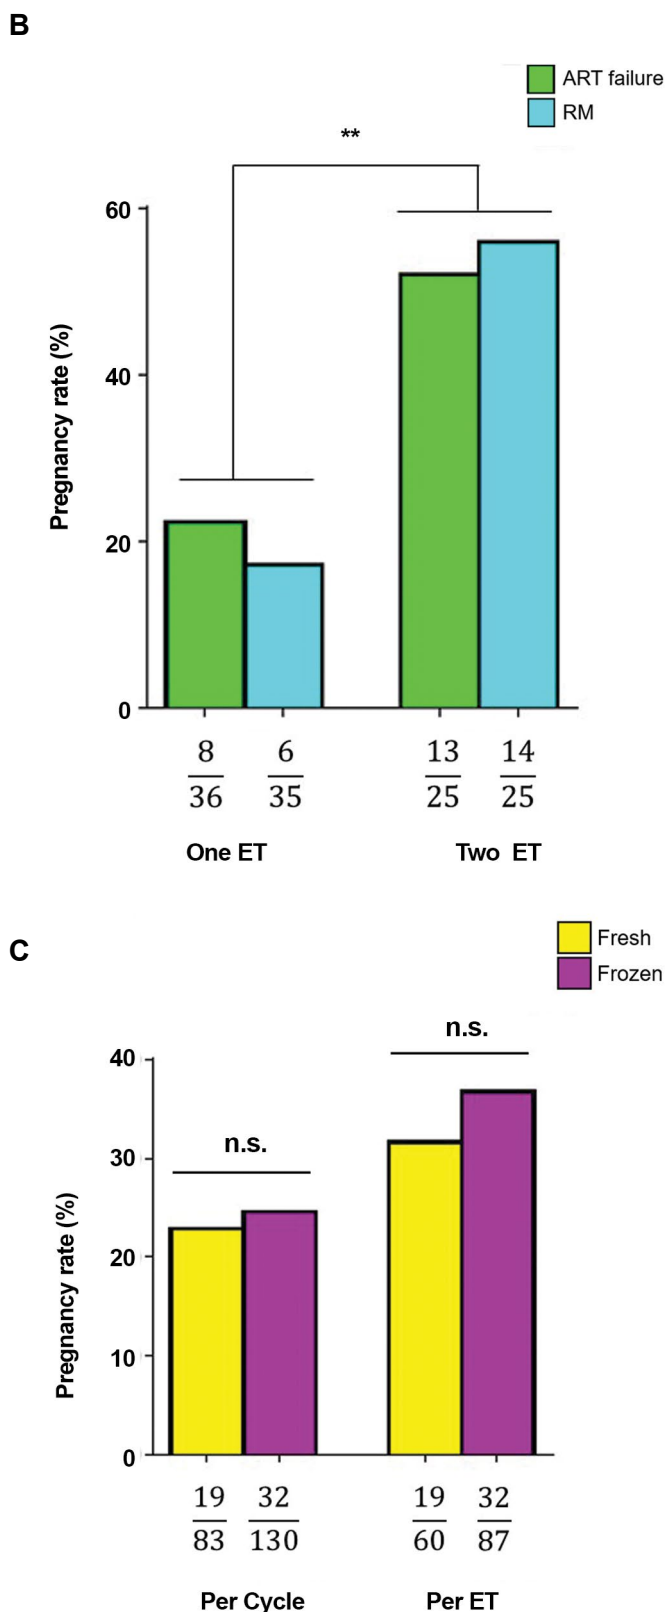 B
ART failure
RM
**
60
40
20
0
Pregnancy rate (%)
8 6 13 14
36 35 25 25
One ET Two ET
C
Fresh
Frozen
n.s.
n.s.
40
30
20
10
0
Pregnancy rate (%)
19 32 19 32
83 130 60 87
Per Cycle Per ET